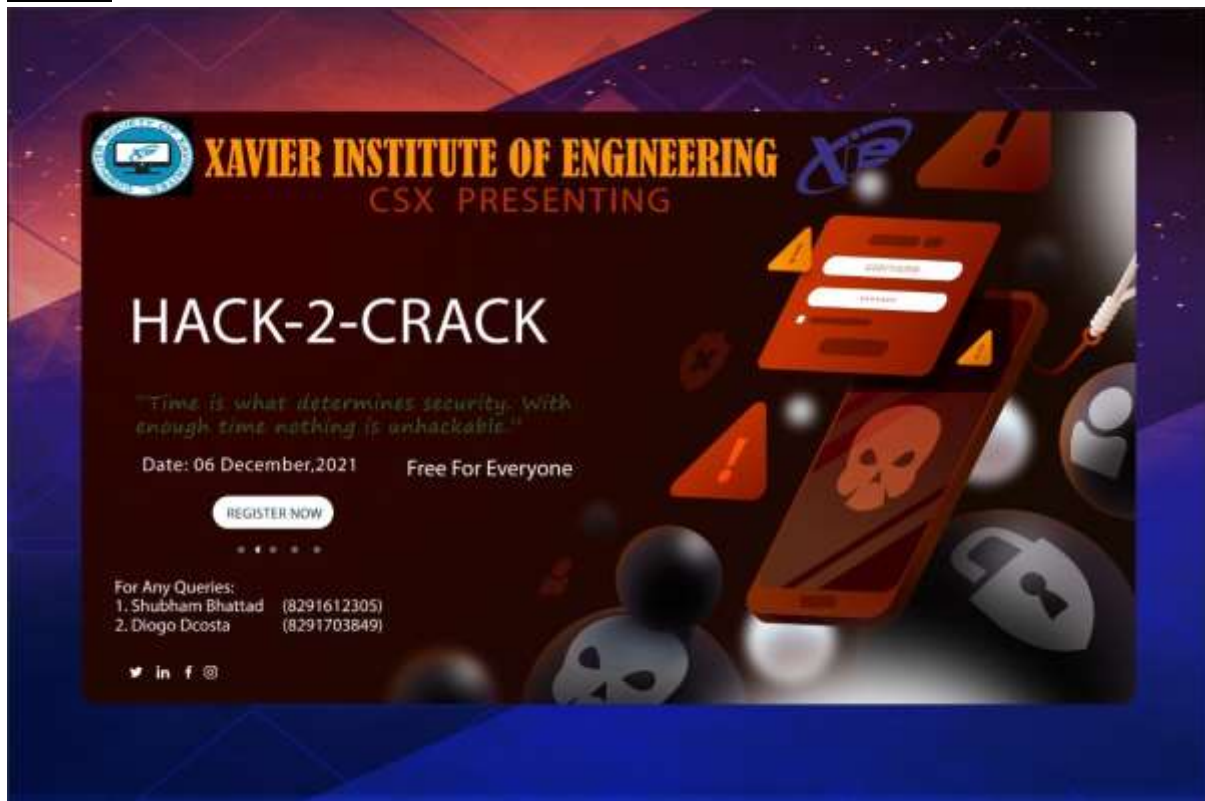 XAVIER INSTITUTE OF ENGINEERING
CSX PRESENTING
HACK-2-CRACK
"Time is what determines security. With
enough time nothing is unhackable."
Date: 06 December,2021
Free For Everyone
REGISTER NOW
For Any Queries:
1. Shubham Bhattad (8291612305)
2. Diogo Dcosta (8291703849)